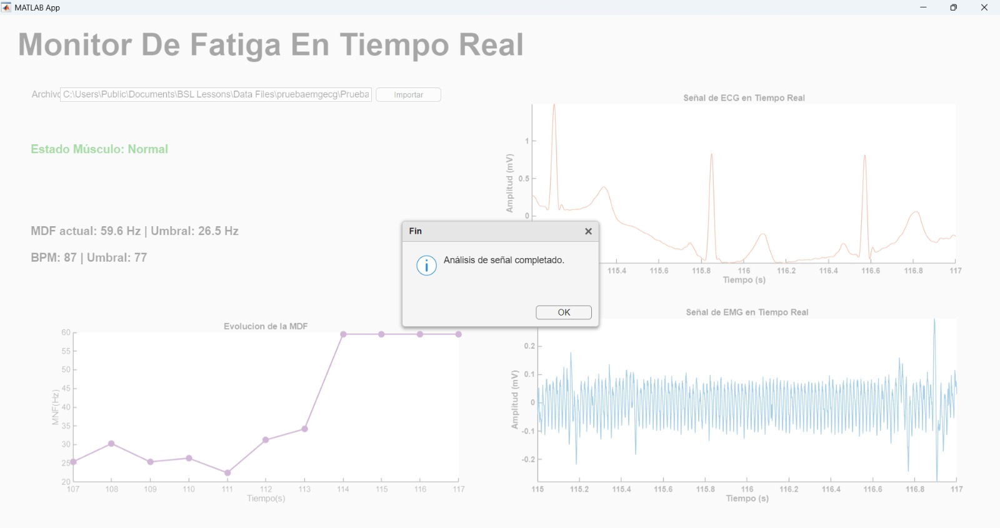 MATLAB App
Monitor De Fatiga En Tiempo Real
Archivo C:\Users\Public\Documents\BSL Lessons\Data Files\pruebaemgecg\Prueba Importar
Estado Músculo: Normal
MDF actual: 59.6 Hz | Umbral: 26.5 Hz
BPM: 87 | Umbral: 77
Señal de ECG en Tiempo Real
Amplitud (mV)
1
0.5
0
115.4 115.6 115.8 116 116.2 116.4 116.6 116.8 117
Tiempo (s)
Fin
Análisis de señal completado.
OK
Evolucion de la MDF
MNF(Hz)
60
55
50
45
40
35
30
25
20
107 108 109 110 111 112 113 114 115 116 117
Tiempo(s)
Señal de EMG en Tiempo Real
Amplitud (mV)
0.2
0.1
0
-0.1
-0.2
115 115.2 115.4 115.6 115.8 116 116.2 116.4 116.6 116.8 117
Tiempo (s)